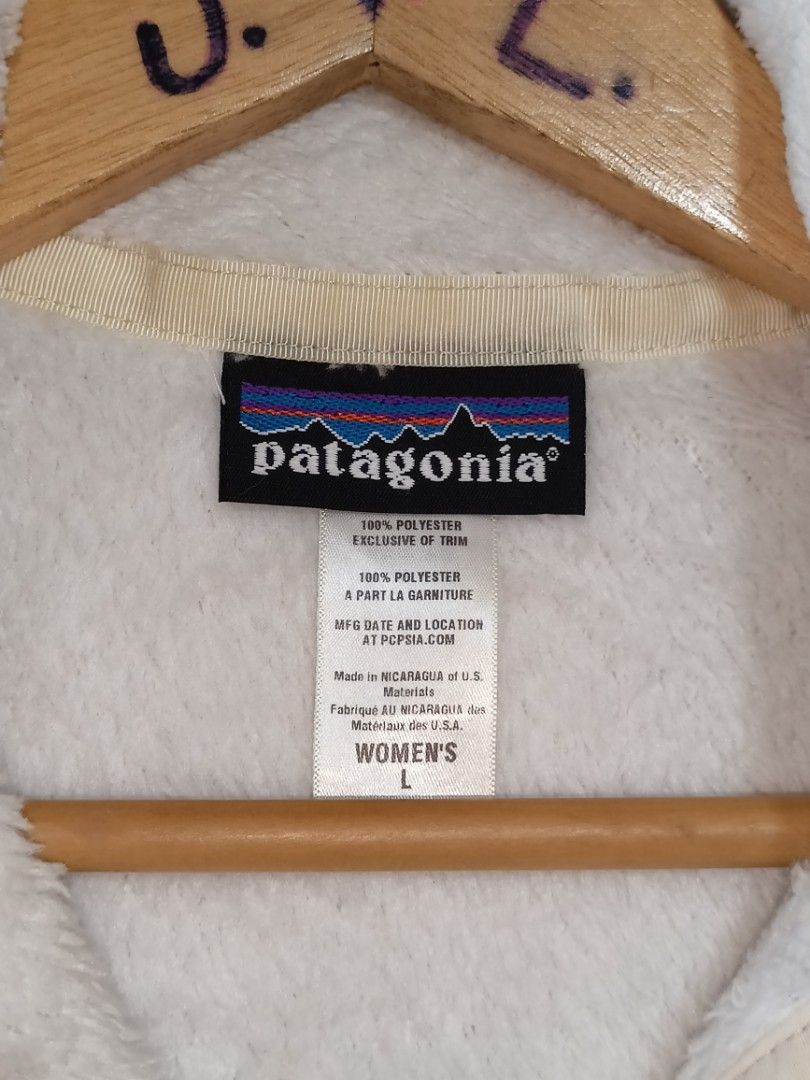 J. L.
patagonia®
100% POLYESTER
EXCLUSIVE OF TRIM
100% POLYESTER
A PART LA GARNITURE
MFG DATE AND LOCATION
AT PCPSIA.COM
Made in NICARAGUA of U.S.
Materials
Fabriqué AU NICARAGUA des
Matérlaux des U.S.A.
WOMEN'S
L